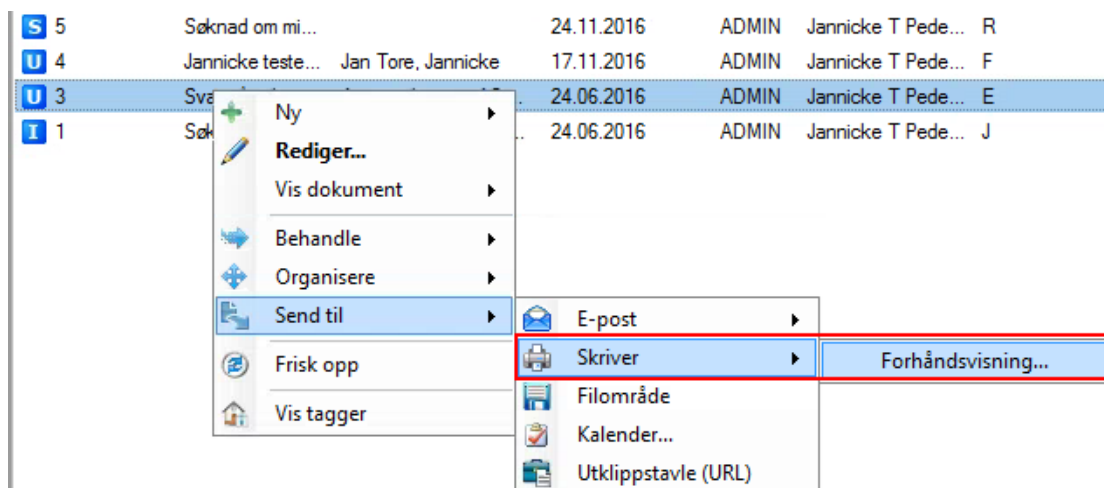 S 5 Søknad om mi... 24.11.2016 ADMIN Jannicke T Pede... R
U 4 Jannicke teste... Jan Tore, Jannicke 17.11.2016 ADMIN Jannicke T Pede... F
U 3 Sva 24.06.2016 ADMIN Jannicke T Pede... E
I 1 Søk 24.06.2016 ADMIN Jannicke T Pede... J
Ny
Rediger...
Vis dokument
Behandle
Organisere
Send til
Frisk opp
Vis tagger
E-post
Skriver
Filområde
Kalender...
Utklippstavle (URL)
Forhåndsvisning...